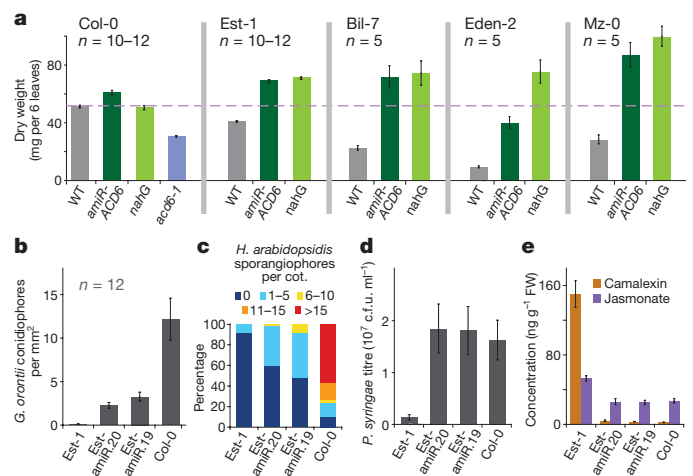 a
Col-0
n = 10–12
Est-1
n = 10–12
Bil-7
n = 5
Eden-2
n = 5
Mz-0
n = 5
Dry weight
(mg per 6 leaves)
80
40
0
WT
amiR-
ACD6
nahG
acd6-1
WT
amiR-
ACD6
nahG
WT
amiR-
ACD6
nahG
WT
amiR-
ACD6
nahG
WT
amiR-
ACD6
nahG
b
n = 12
G. orontii conidiophores
per mm2
15
10
5
0
Est-1
Est-
amiR.20
Est-
amiR.19
Col-0
c
H. arabidopsidis
sporangiophores
per cot.
0
1–5
6–10
11–15
>15
Percentage
100
80
60
40
20
0
Est-1
Est-
amiR.20
Est-
amiR.19
Col-0
d
P. syringae titre (10⁷ c.f.u. ml⁻¹)
3
2
1
0
Est-1
Est-
amiR.20
Est-
amiR.19
Col-0
e
Camalexin
Jasmonate
Concentration (ng g⁻¹ FW)
160
80
0
Est-1
Est-
amiR.20
Est-
amiR.19
Col-0